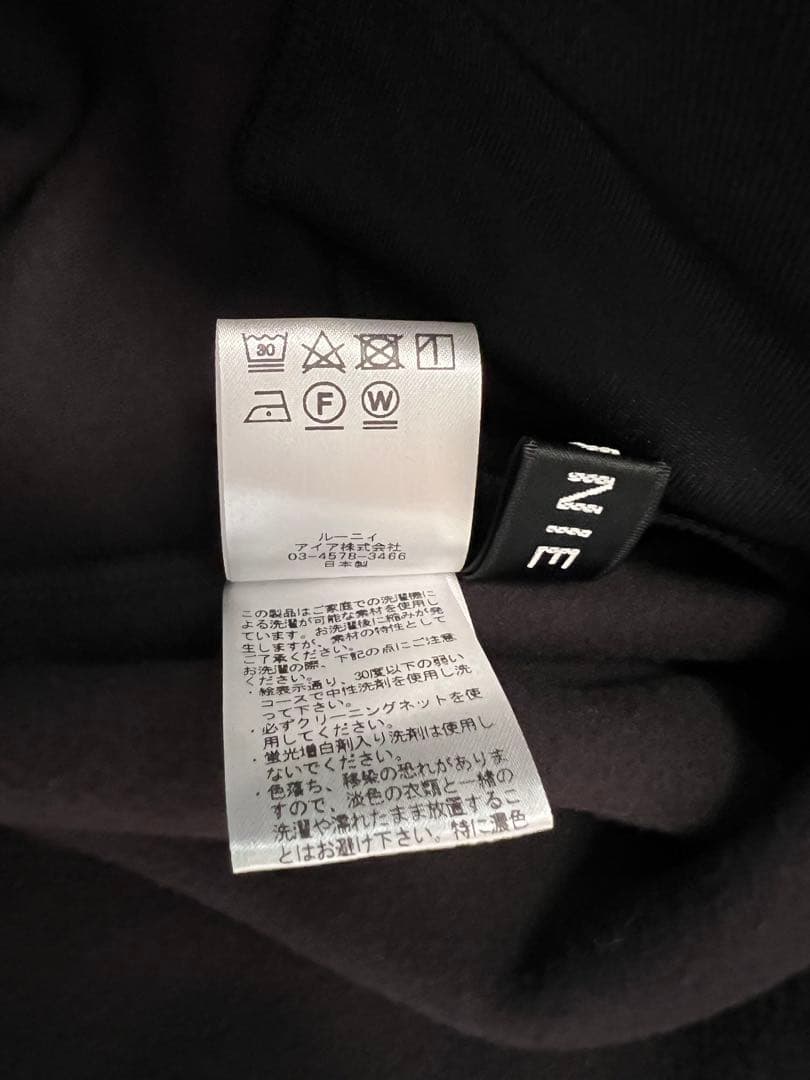 30
F
W
ルーニィ
アイア株式会社
03-4578-3466
日本製
NIE
この製品はご家庭での洗濯機に
よる洗濯が可能な素材を使用し
ています。お洗濯後に縮みが発
生しますが、素材の特性として
ご了承ください。
お洗濯の際、下記の点にご注意
ください。
・絵表示通り、30度以下の弱い
コースで中性洗剤を使用し洗
って下さい。
・必ずクリーニングネットを使
用してください。
・蛍光増白剤入り洗剤は使用し
ないでください。
・色落ち、移染の恐れがありま
すので、淡色の衣類と一緒の
洗濯や濡れたまま放置するこ
とはお避け下さい。特に濃色